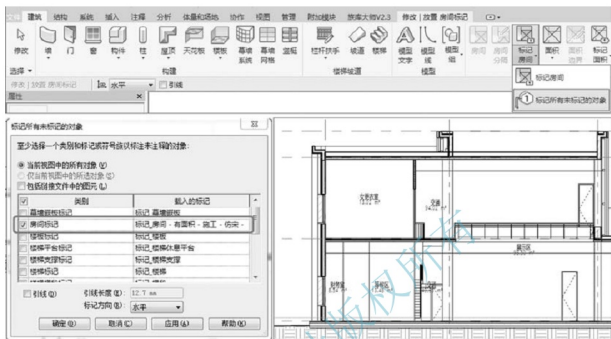 建筑 结构 系统 插入 注释 分析 体量和场地 协作 视图 管理 附加模块 族库大师V2.3 修改 | 放置 房间标记
修改 墙 门 窗 构件 柱 屋顶 天花板 楼板 幕墙系统 幕墙网格 竖梃 栏杆扶手 坡道 楼梯 模型文字 模型线 模型组 房间 房间分隔 标记房间 面积 面积边界 标记面积
选择 构建 楼梯坡道 模型
标记房间
修改 | 放置 房间标记 水平 引线
① 标记所有未标记的对象
属性
标记所有未标记的对象
至少选择一个类别和标记或符号族以标注未注释的对象:
当前视图中的所有对象(V)
仅当前视图中的所选对象(S)
包括链接文件中的图元(L)
类别 载入的标记
幕墙嵌板标记 标记_幕墙嵌板
房间标记 标记_房间 - 有面积 - 施工 - 仿宋 -
楼板标记 标记_楼板
楼梯平台标记 标记_楼梯休息平台
楼梯支撑标记 标记_楼梯支撑
楼梯标记 标记_楼梯
引线(D) 引线长度(E): 12.7 mm
标记方向(R): 水平
确定(O) 取消(C) 应用(A) 帮助(H)
交通
版权所有